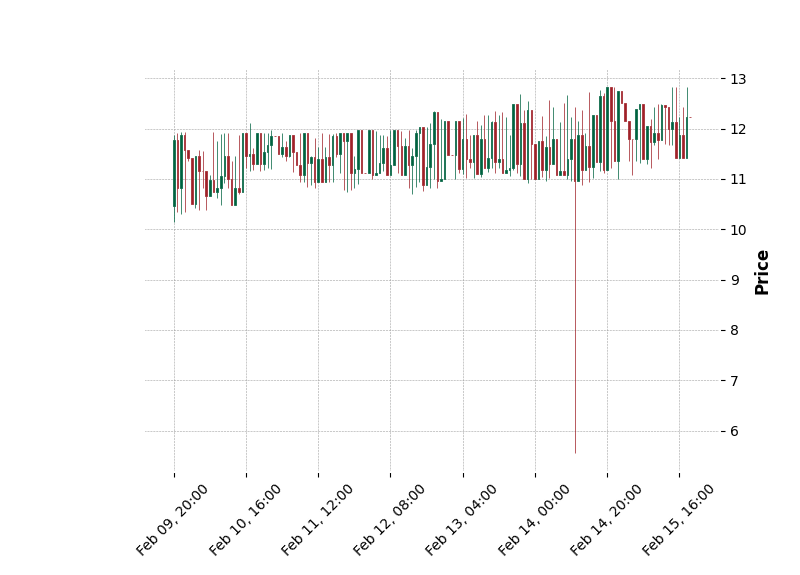 13
12
11
10
9
8
7
6
Price
Feb 09, 20:00
Feb 10, 16:00
Feb 11, 12:00
Feb 12, 08:00
Feb 13, 04:00
Feb 14, 00:00
Feb 14, 20:00
Feb 15, 16:00